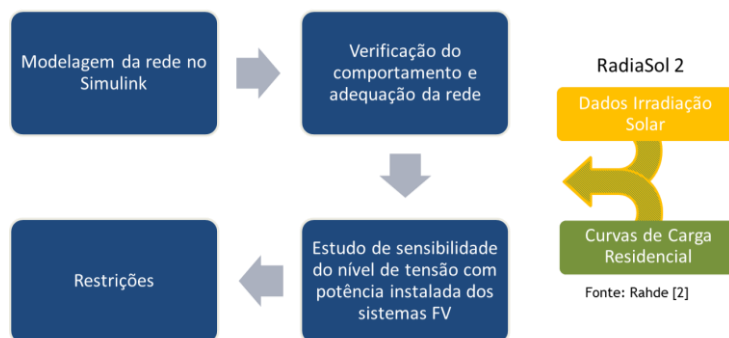 Modelagem da rede no
Simulink
Verificação do
comportamento e
adequação da rede
Estudo de sensibilidade
do nível de tensão com
potência instalada dos
sistemas FV
Restrições
RadiaSol 2
Dados Irradiação
Solar
Curvas de Carga
Residencial
Fonte: Rahde [2]